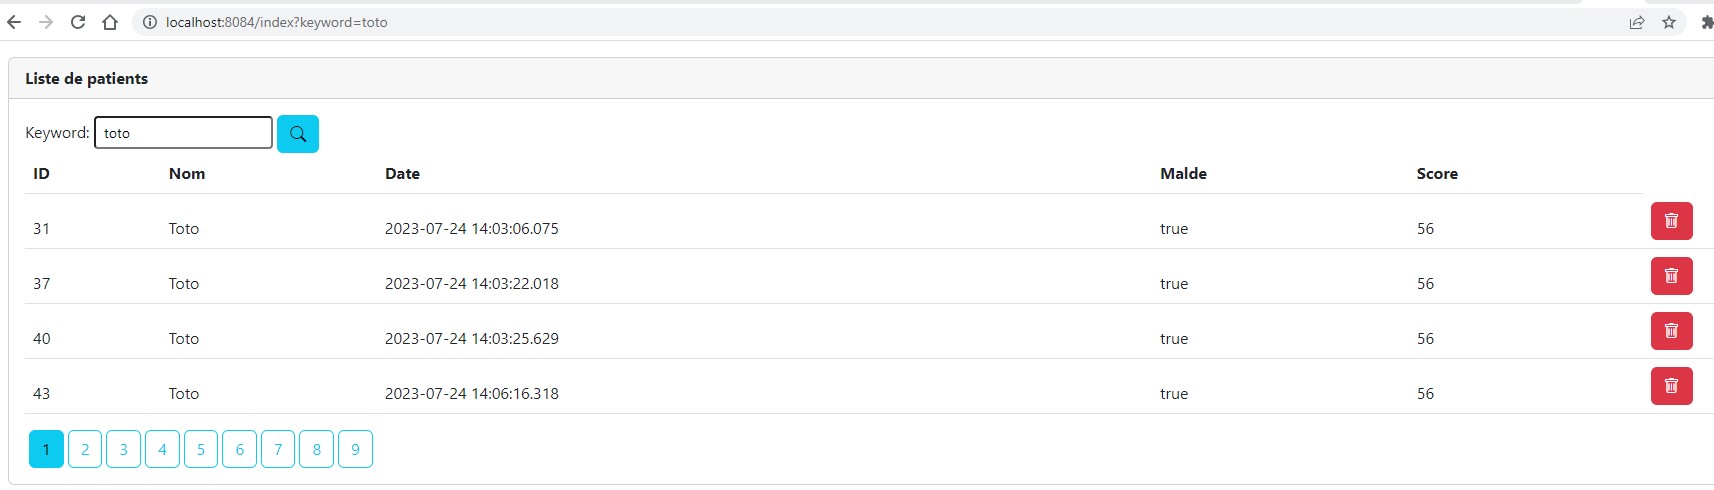 localhost:8084/index?keyword=toto
Liste de patients
Keyword: toto
ID Nom Date Malde Score
31 Toto 2023-07-24 14:03:06.075 true 56
37 Toto 2023-07-24 14:03:22.018 true 56
40 Toto 2023-07-24 14:03:25.629 true 56
43 Toto 2023-07-24 14:06:16.318 true 56
1 2 3 4 5 6 7 8 9